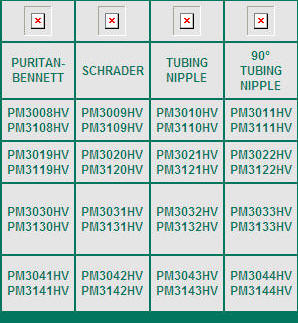 PURITAN-
BENNETT
SCHRADER
TUBING
NIPPLE
90°
TUBING
NIPPLE
PM3008HV PM3009HV PM3010HV PM3011HV
PM3108HV PM3109HV PM3110HV PM3111HV
PM3019HV PM3020HV PM3021HV PM3022HV
PM3119HV PM3120HV PM3121HV PM3122HV
PM3030HV PM3031HV PM3032HV PM3033HV
PM3130HV PM3131HV PM3132HV PM3133HV
PM3041HV PM3042HV PM3043HV PM3044HV
PM3141HV PM3142HV PM3143HV PM3144HV